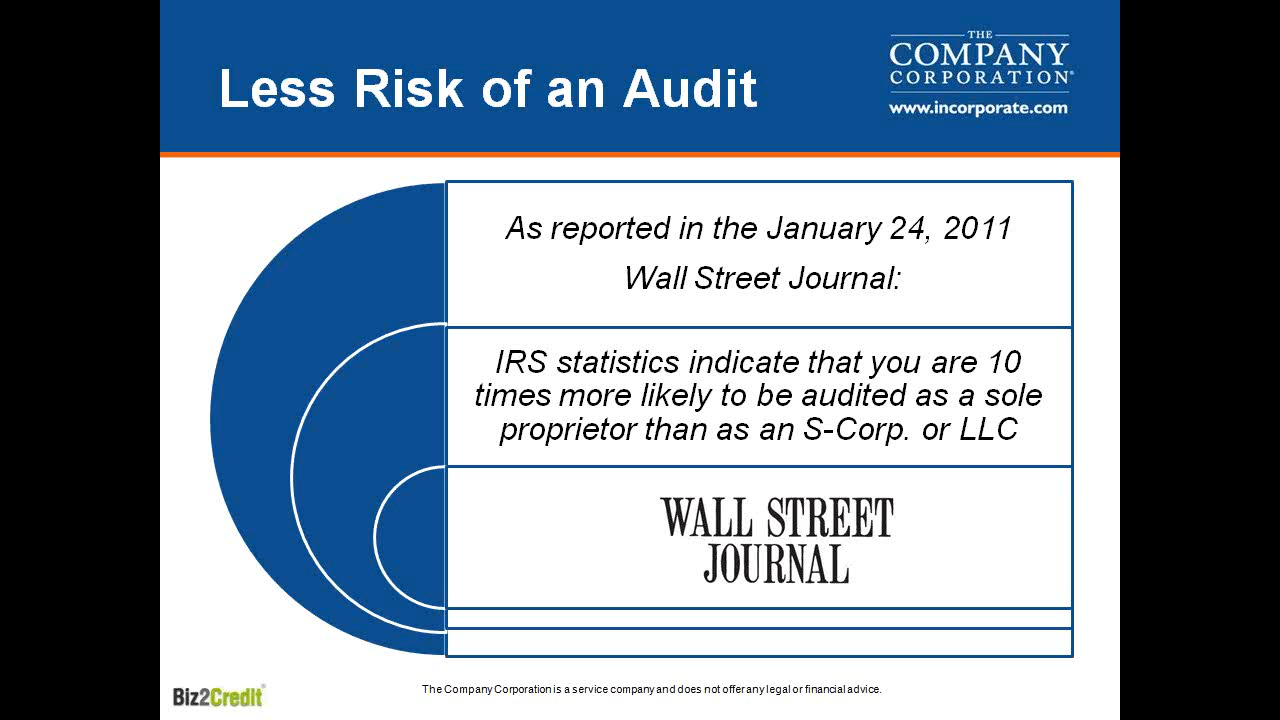 Less Risk of an Audit
THE
COMPANY
CORPORATION®
www.incorporate.com
As reported in the January 24, 2011
Wall Street Journal:
IRS statistics indicate that you are 10
times more likely to be audited as a sole
proprietor than as an S-Corp. or LLC
WALL STREET
JOURNAL
Biz2Credit®
The Company Corporation is a service company and does not offer any legal or financial advice.